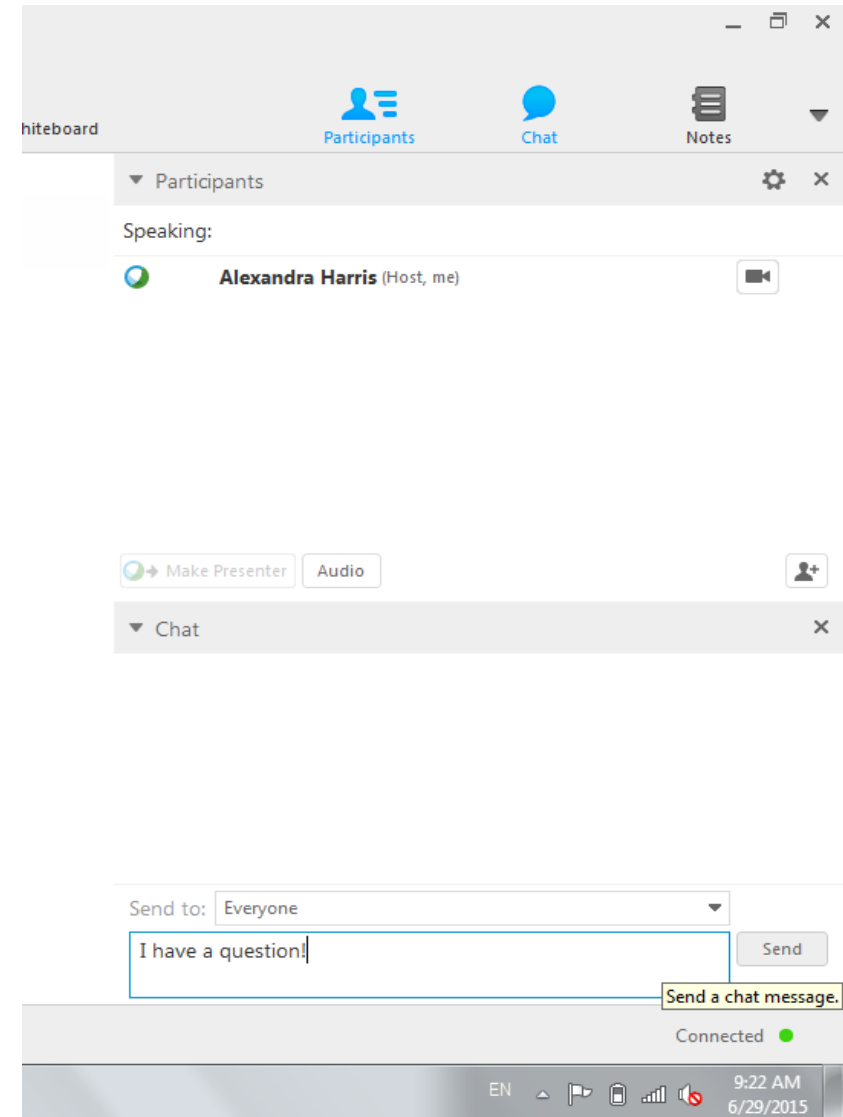 hiteboard
Participants
Chat
Notes
Participants
Speaking:
Alexandra Harris (Host, me)
Make Presenter
Audio
Chat
Send to: Everyone
I have a question!
Send
Send a chat message.
Connected
EN
9:22 AM
6/29/2015